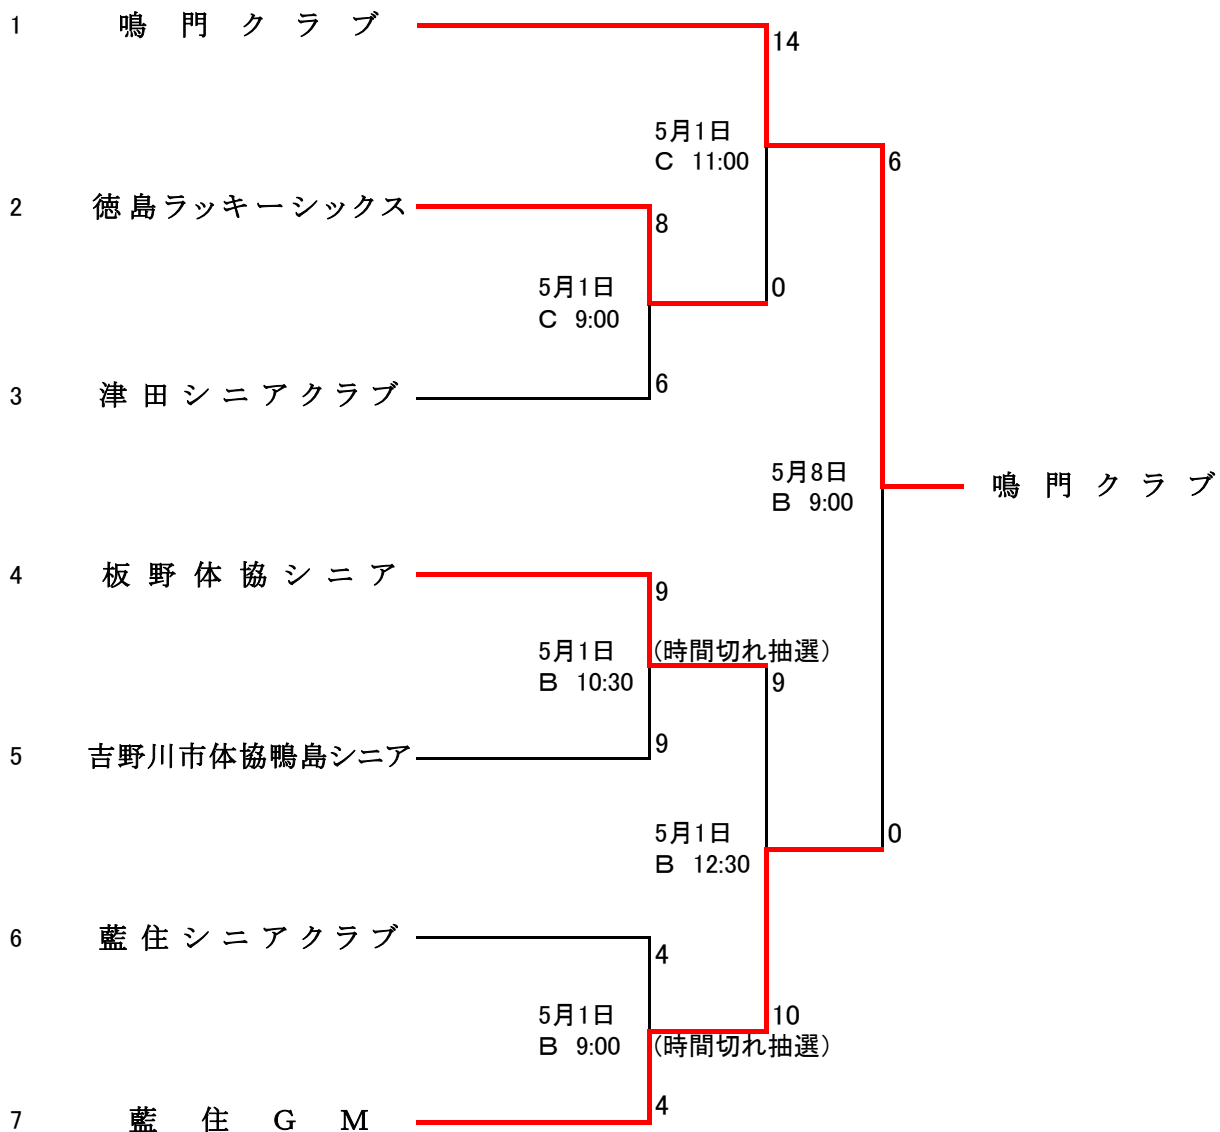 1 鳴門クラブ
14
5月1日
C 11:00
6
2 徳島ラッキーシックス
8
5月1日
C 9:00
0
3 津田シニアクラブ
6
5月8日
B 9:00
鳴門クラブ
4 板野体協シニア
9
5月1日
B 10:30
(時間切れ抽選)
9
5 吉野川市体協鴨島シニア
9
5月1日
B 12:30
0
6 藍住シニアクラブ
4
5月1日
B 9:00
10
(時間切れ抽選)
7 藍住GM
4